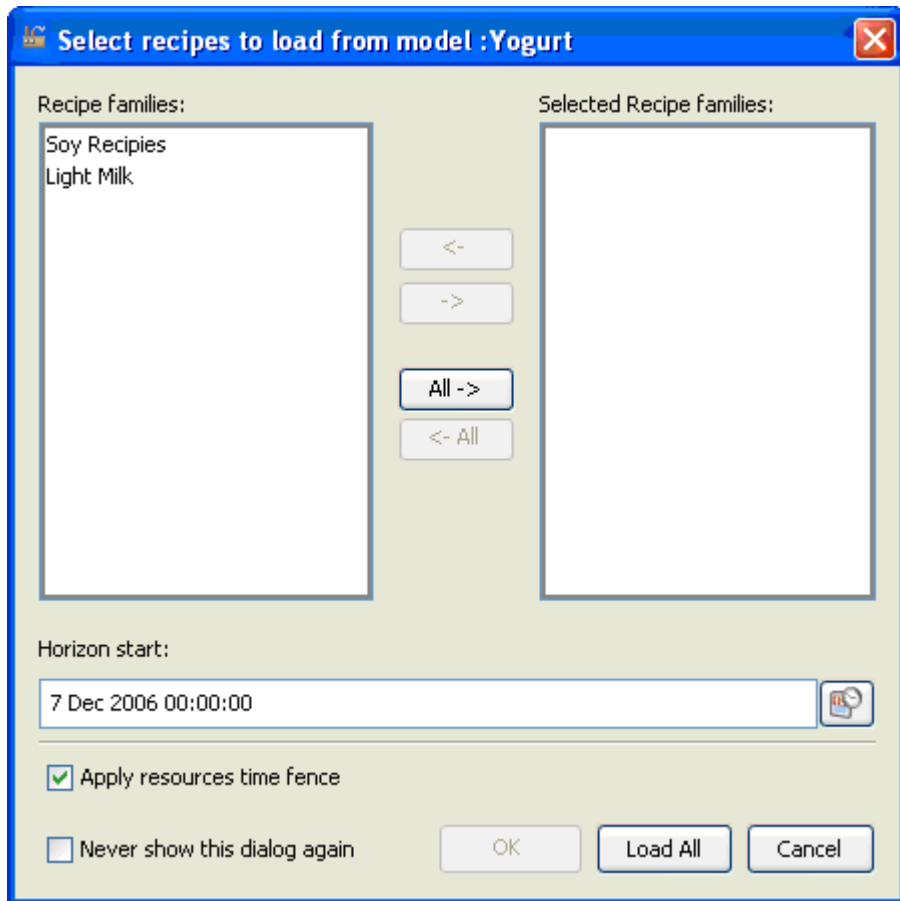 Select recipes to load from model :Yogurt
Recipe families:
Selected Recipe families:
Soy Recipies
Light Milk
<-
->
All ->
<- All
Horizon start:
7 Dec 2006 00:00:00
Apply resources time fence
Never show this dialog again
OK
Load All
Cancel